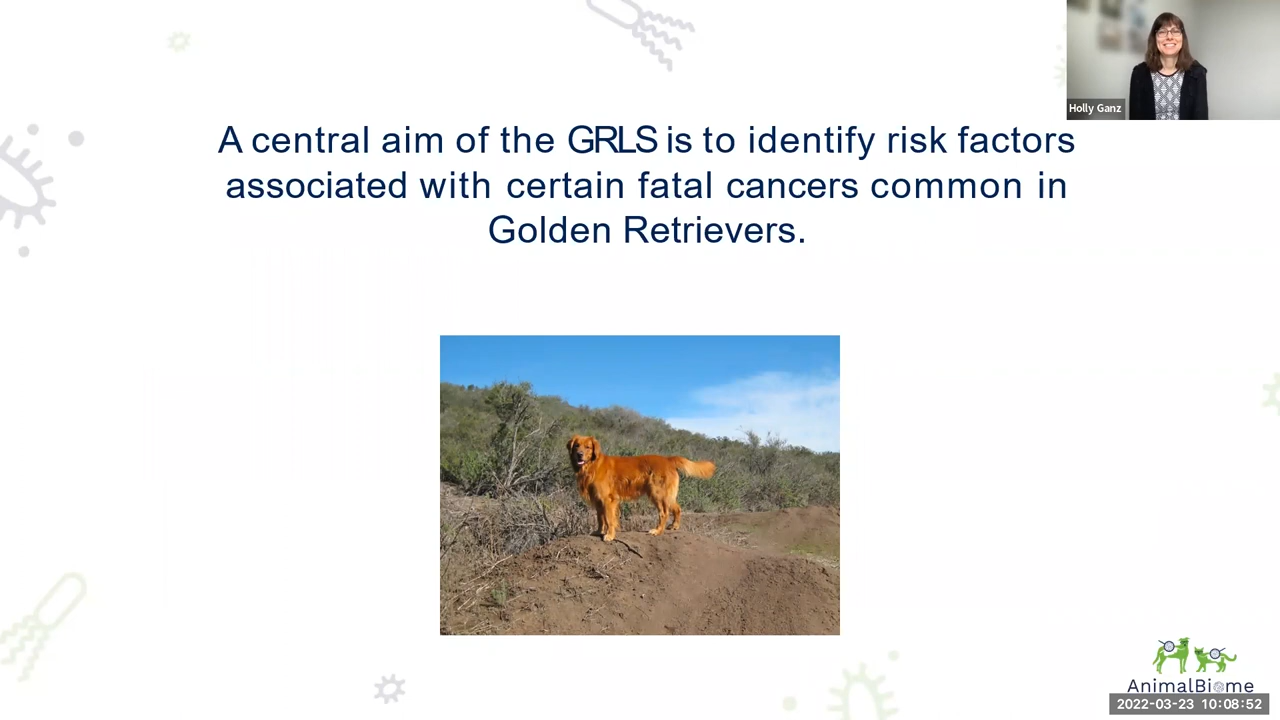 Holly Ganz
A central aim of the GRLS is to identify risk factors
associated with certain fatal cancers common in
Golden Retrievers.
AnimalBiome
2022-03-23 10:08:52